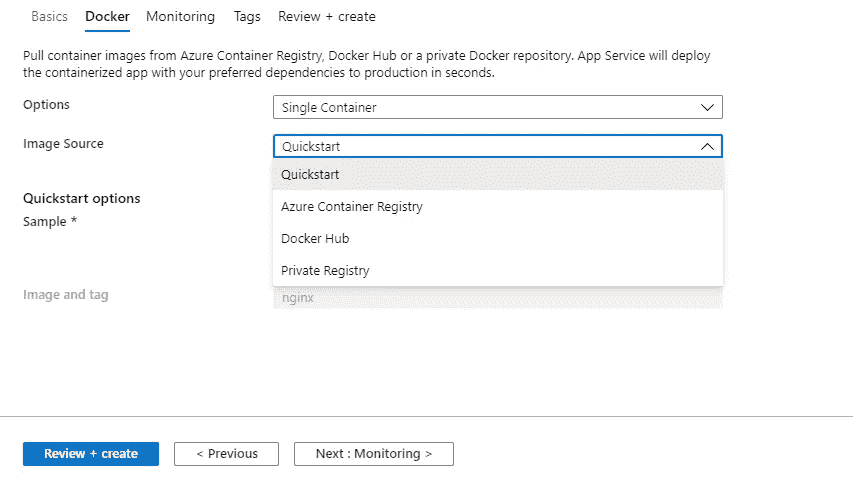 Basics Docker Monitoring Tags Review + create
Pull container images from Azure Container Registry, Docker Hub or a private Docker repository. App Service will deploy
the containerized app with your preferred dependencies to production in seconds.
Options Single Container
Image Source Quickstart
Quickstart
Quickstart options
Azure Container Registry
Sample *
Docker Hub
Private Registry
Image and tag nginx
Review + create < Previous Next : Monitoring >